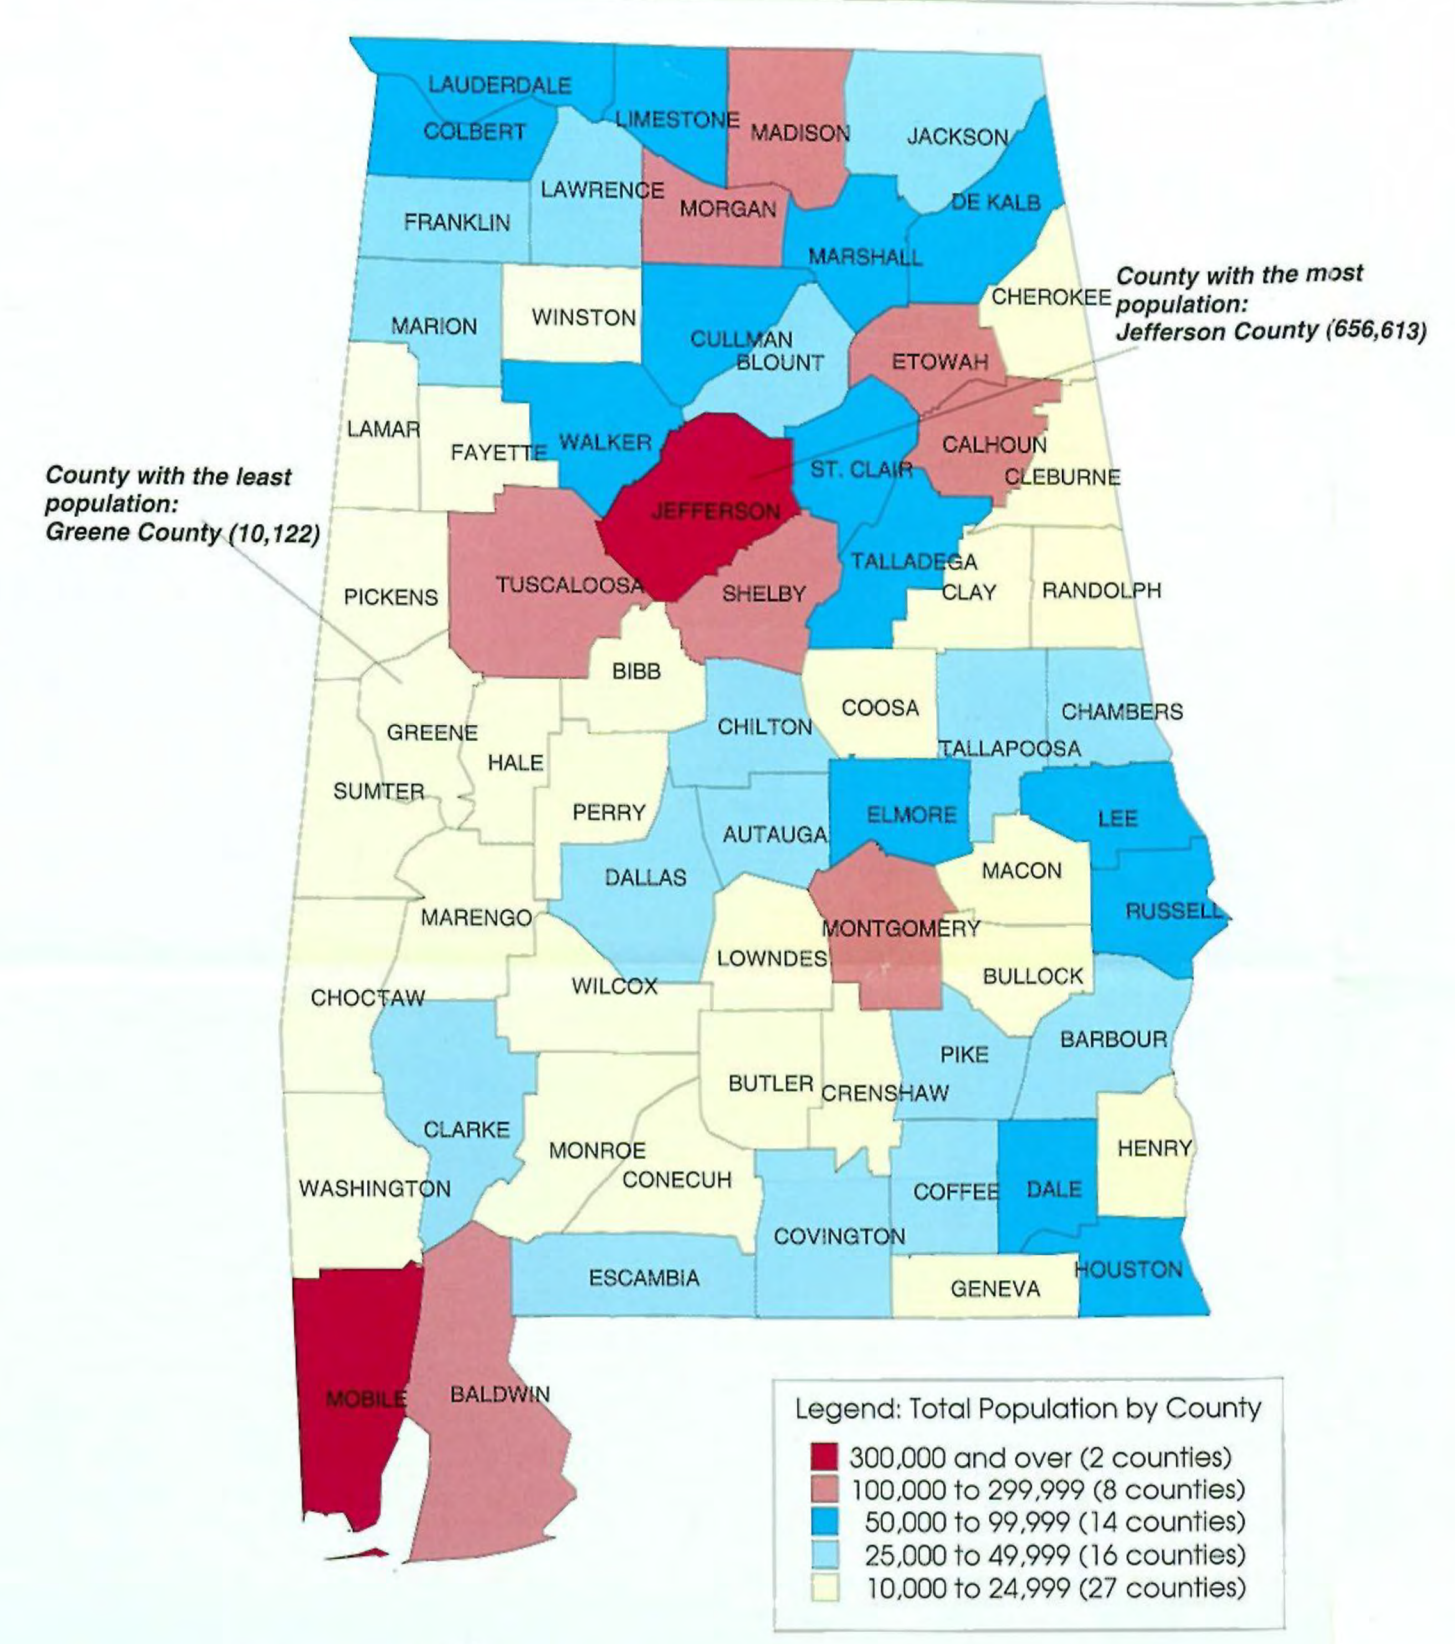 LAUDERDALE
LIMESTONE
MADISON
JACKSON
COLBERT
LAWRENCE
MORGAN
DE KALB
FRANKLIN
MARSHALL
CHEROKEE
County with the most
population:
Jefferson County (656,613)
MARION
WINSTON
CULLMAN
BLOUNT
ETOWAH
LAMAR
FAYETTE
WALKER
ST. CLAIR
CALHOUN
CLEBURNE
County with the least
population:
Greene County (10,122)
JEFFERSON
PICKENS
TUSCALOOSA
SHELBY
TALLADEGA
CLAY
RANDOLPH
BIBB
GREENE
HALE
CHILTON
COOSA
TALLAPOOSA
CHAMBERS
SUMTER
PERRY
AUTAUGA
ELMORE
LEE
DALLAS
MACON
MARENGO
LOWNDES
MONTGOMERY
RUSSELL
CHOCTAW
WILCOX
BULLOCK
CLARKE
BUTLER
CRENSHAW
PIKE
BARBOUR
MONROE
CONECUH
HENRY
WASHINGTON
COVINGTON
COFFEE
DALE
ESCAMBIA
GENEVA
HOUSTON
MOBILE
BALDWIN
Legend: Total Population by County
300,000 and over (2 counties)
100,000 to 299,999 (8 counties)
50,000 to 99,999 (14 counties)
25,000 to 49,999 (16 counties)
10,000 to 24,999 (27 counties)